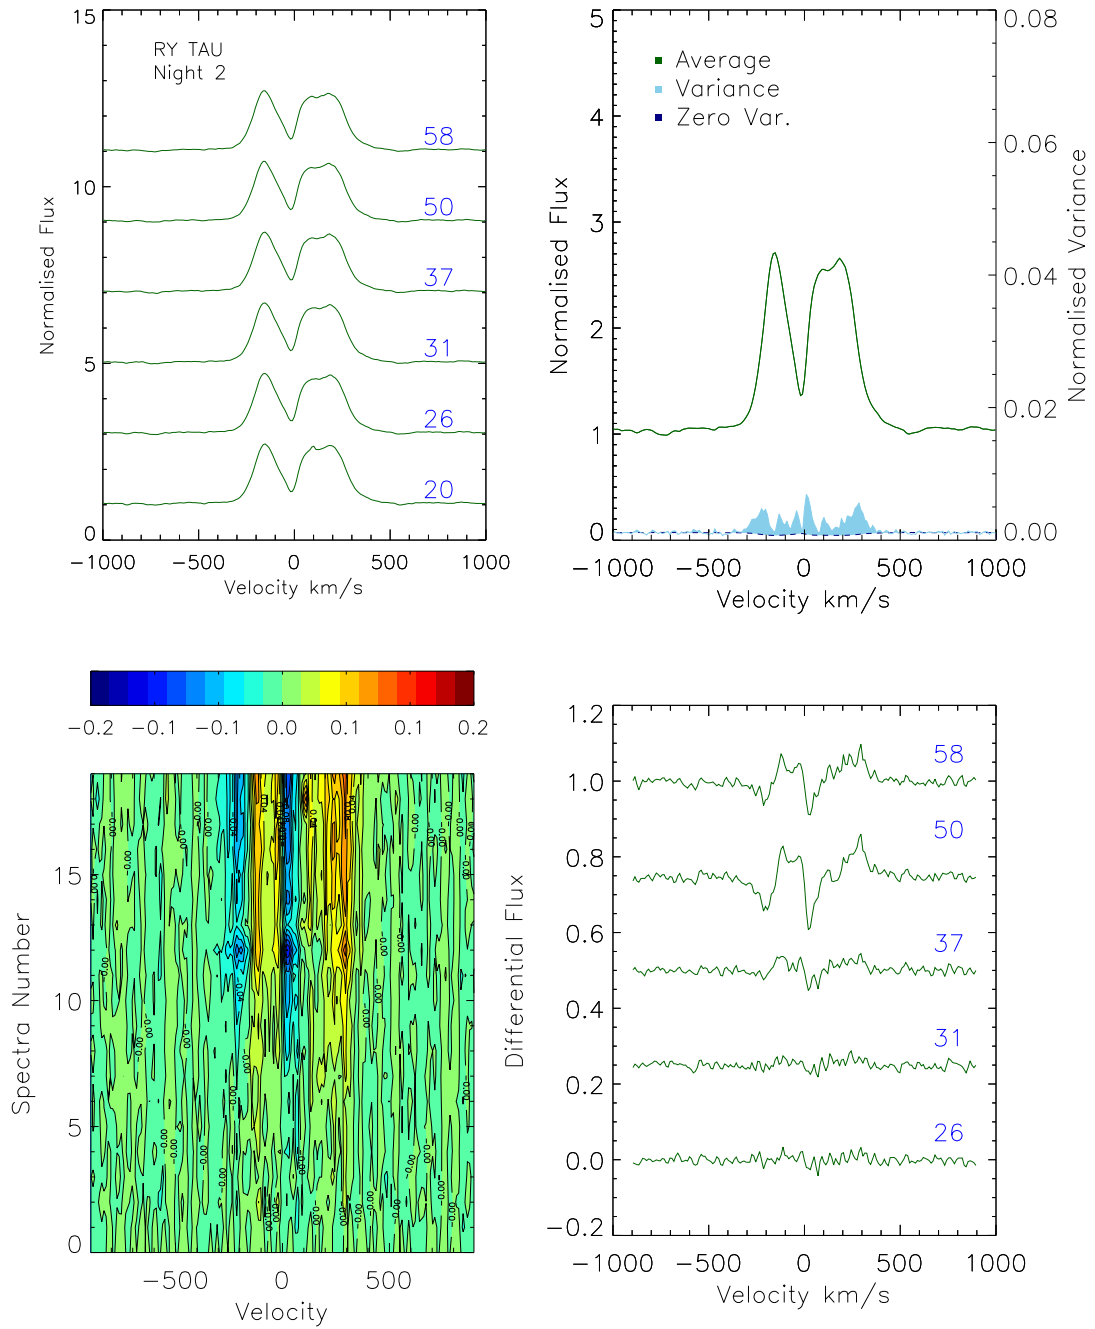 15
RY TAU
Night 2
58
10
50
37
31
5
26
20
0
−1000 −500 0 500 1000
Velocity km/s
Normalised Flux
5
0.08
Average
Variance
Zero Var.
4
0.06
3
0.04
2
0.02
1
0
0.00
−1000 −500 0 500 1000
Velocity km/s
Normalised Flux
Normalised Variance
−0.2 −0.1 −0.1 0.0 0.1 0.1 0.2
15
10
5
0
−500 0 500
Velocity
Spectra Number
1.2
58
1.0
50
0.8
0.6
37
0.4
31
0.2
26
0.0
−0.2
−1000 −500 0 500 1000
Velocity km/s
Differential Flux